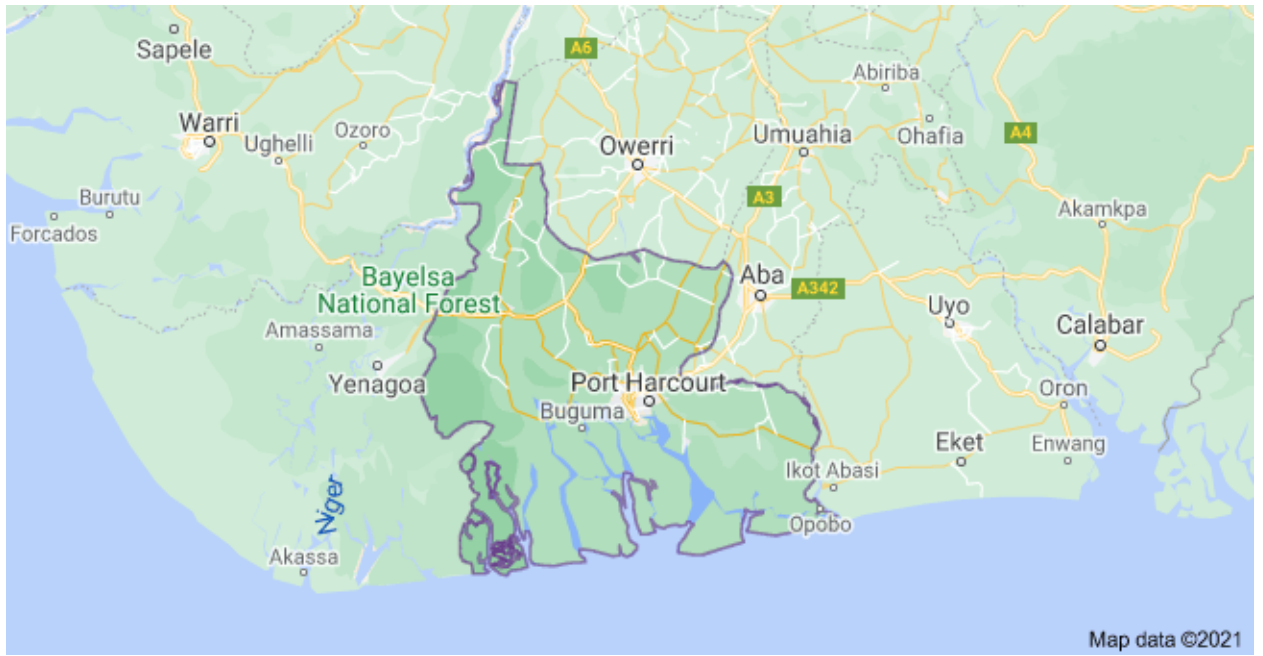 Sapele
A6
Abiriba
Warri
Ughelli
Ozoro
Owerri
Umuahia
Ohafia
A4
Burutu
Forcados
A3
Akamkpa
Bayelsa
National Forest
Aba
A342
Uyo
Calabar
Amassama
Yenagoa
Port Harcourt
Buguma
Oron
Eket
Enwang
Ikot Abasi
Opobo
Niger
Akassa
Map data ©2021